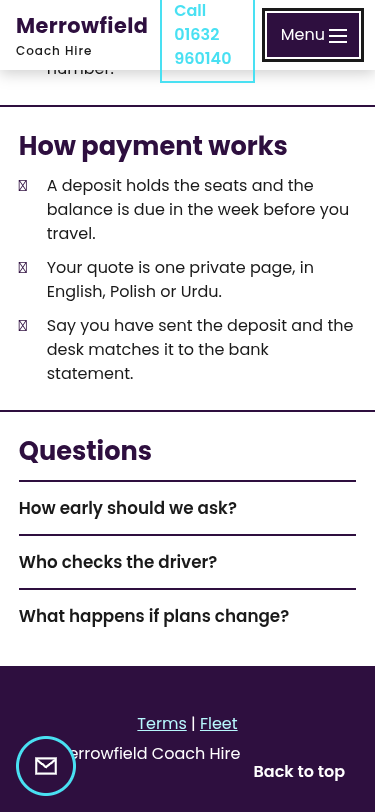 Merrowfield
Coach Hire
Call
01632
960140
Menu
number.
How payment works
A deposit holds the seats and the
balance is due in the week before you
travel.
Your quote is one private page, in
English, Polish or Urdu.
Say you have sent the deposit and the
desk matches it to the bank
statement.
Questions
How early should we ask?
Who checks the driver?
What happens if plans change?
Terms | Fleet
errowfield Coach Hire
Back to top